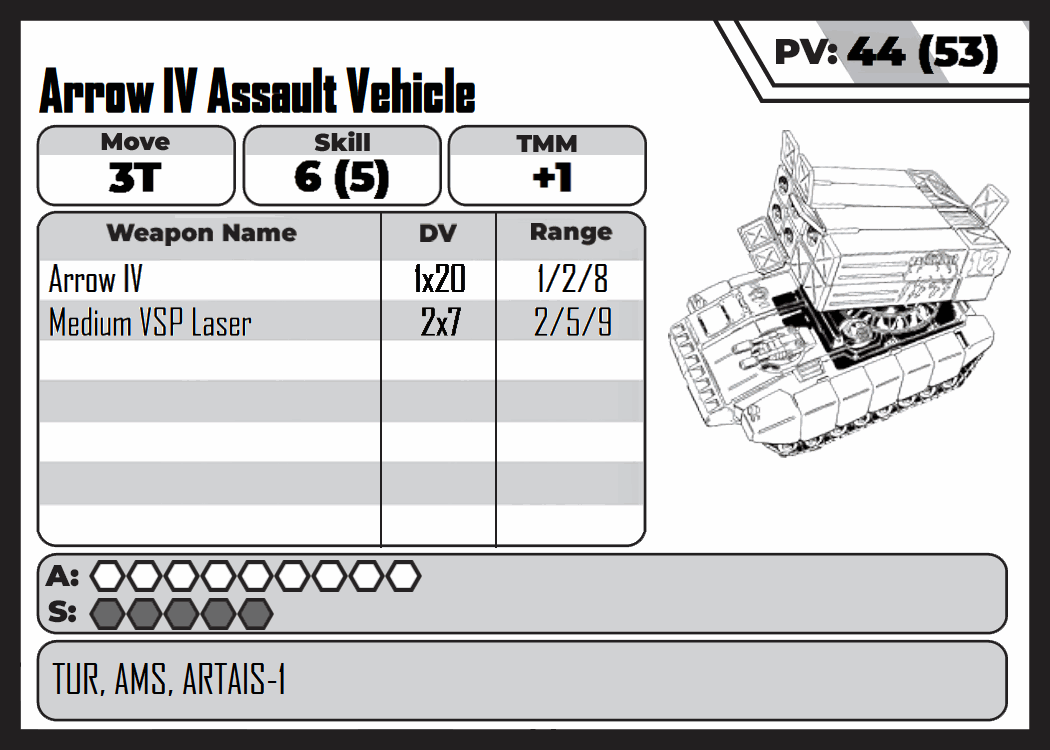 PV: 44 (53)
Arrow IV Assault Vehicle
Move Skill TMM
3T 6 (5) +1
Weapon Name DV Range
Arrow IV 1x20 1/2/8
Medium VSP Laser 2x7 2/5/9
12
A:
S:
TUR, AMS, ARTAIS-1